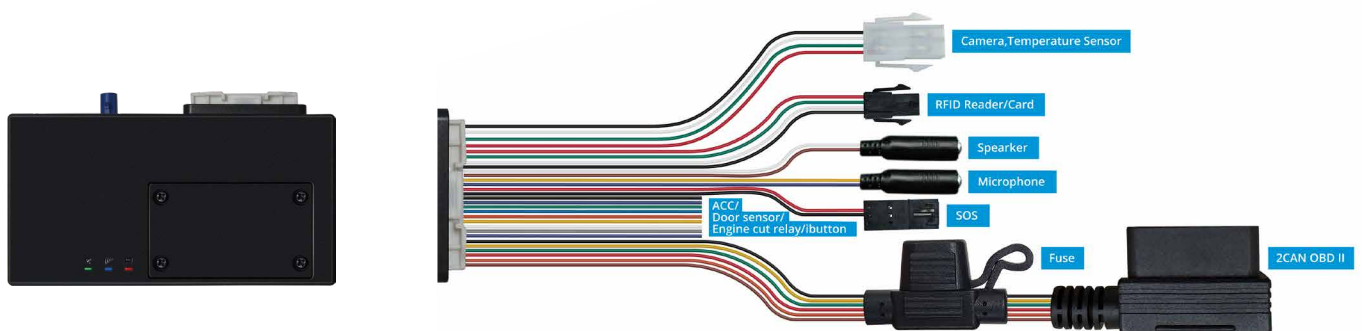 Camera,Temperature Sensor
RFID Reader/Card
Spearker
Microphone
ACC/
Door sensor/
Engine cut relay/ibutton
SOS
Fuse
2CAN OBD II